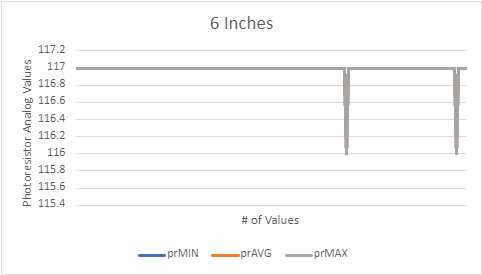 6 Inches
117.2
117
116.8
116.6
116.4
116.2
116
115.8
115.6
115.4
Photoresistor Analog Values
# of Values
prMIN prAVG prMAX